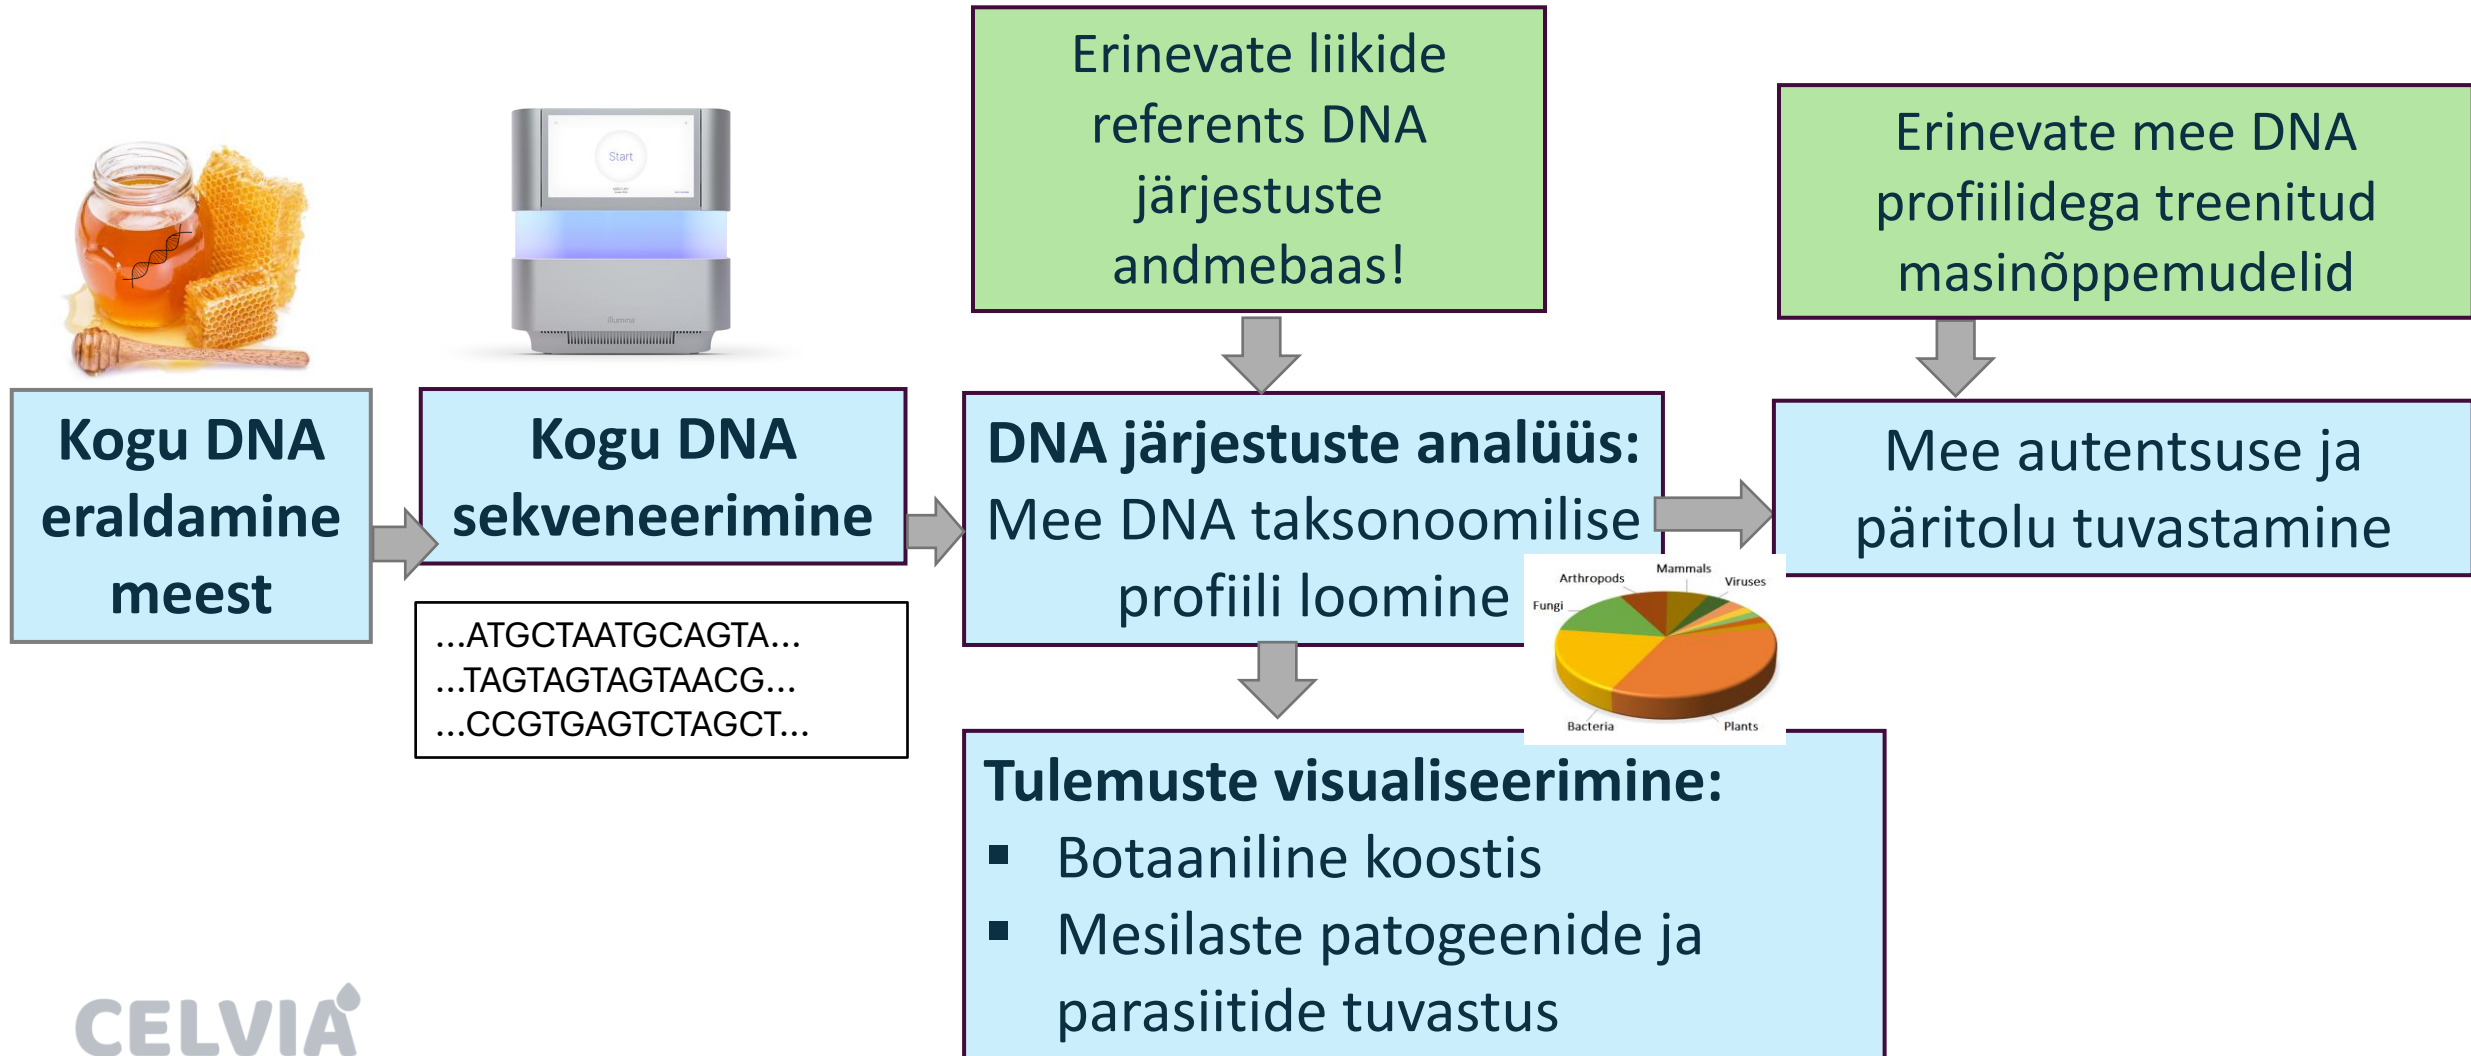 Erinevate liikide
referents DNA
järjestuste
andmebaas!
Erinevate mee DNA
profiilidega treenitud
masinõppemudelid
Start
illumina
Kogu DNA
eraldamine
meest
Kogu DNA
sekveneerimine
DNA järjestuste analüüs:
Mee DNA taksonoomilise
profiili loomine
Mee autentsuse ja
päritolu tuvastamine
...ATGCTAATGCAGTA...
...TAGTAGTAGTAACG...
...CCGTGAGTCTAGCT...
Arthropods
Mammals
Viruses
Fungi
Bacteria
Plants
Tulemuste visualiseerimine:
▪ Botaaniline koostis
▪ Mesilaste patogeenide ja
parasiitide tuvastus
CELVIA